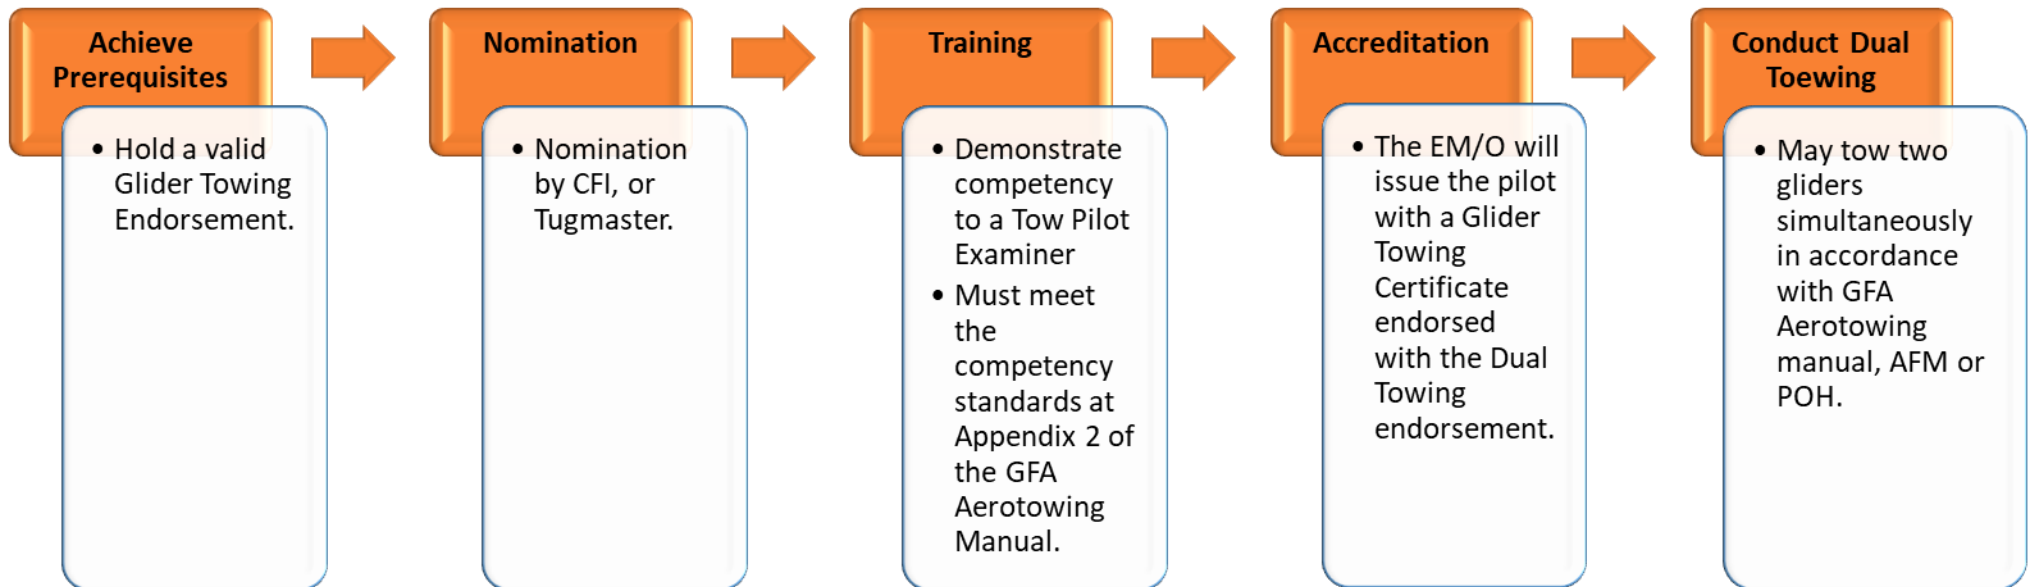 Achieve
Prerequisites
• Hold a valid
Glider Towing
Endorsement.
Nomination
• Nomination
by CFI, or
Tugmaster.
Training
• Demonstrate
competency
to a Tow Pilot
Examiner
• Must meet
the
competency
standards at
Appendix 2 of
the GFA
Aerotowing
Manual.
Accreditation
• The EM/O will
issue the pilot
with a Glider
Towing
Certificate
endorsed
with the Dual
Towing
endorsement.
Conduct Dual
Toewing
• May tow two
gliders
simultaneously
in accordance
with GFA
Aerotowing
manual, AFM or
POH.